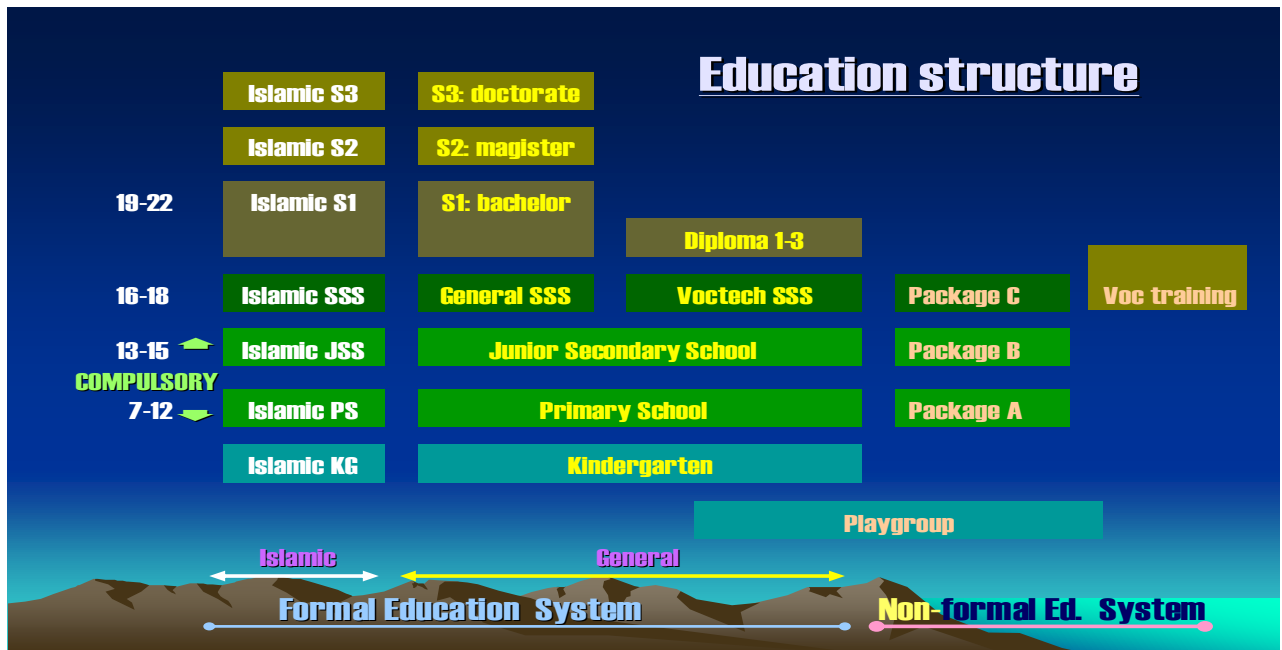 Education structure
Islamic S3 S3: doctorate
Islamic S2 S2: magister
19-22 Islamic S1 S1: bachelor
Diploma 1-3
16-18 Islamic SSS General SSS Voctech SSS Package C Voc training
13-15 Islamic JSS Junior Secondary School Package B
COMPULSORY
7-12 Islamic PS Primary School Package A
Islamic KG Kindergarten
Playgroup
Islamic General
Formal Education System Non-formal Ed. System